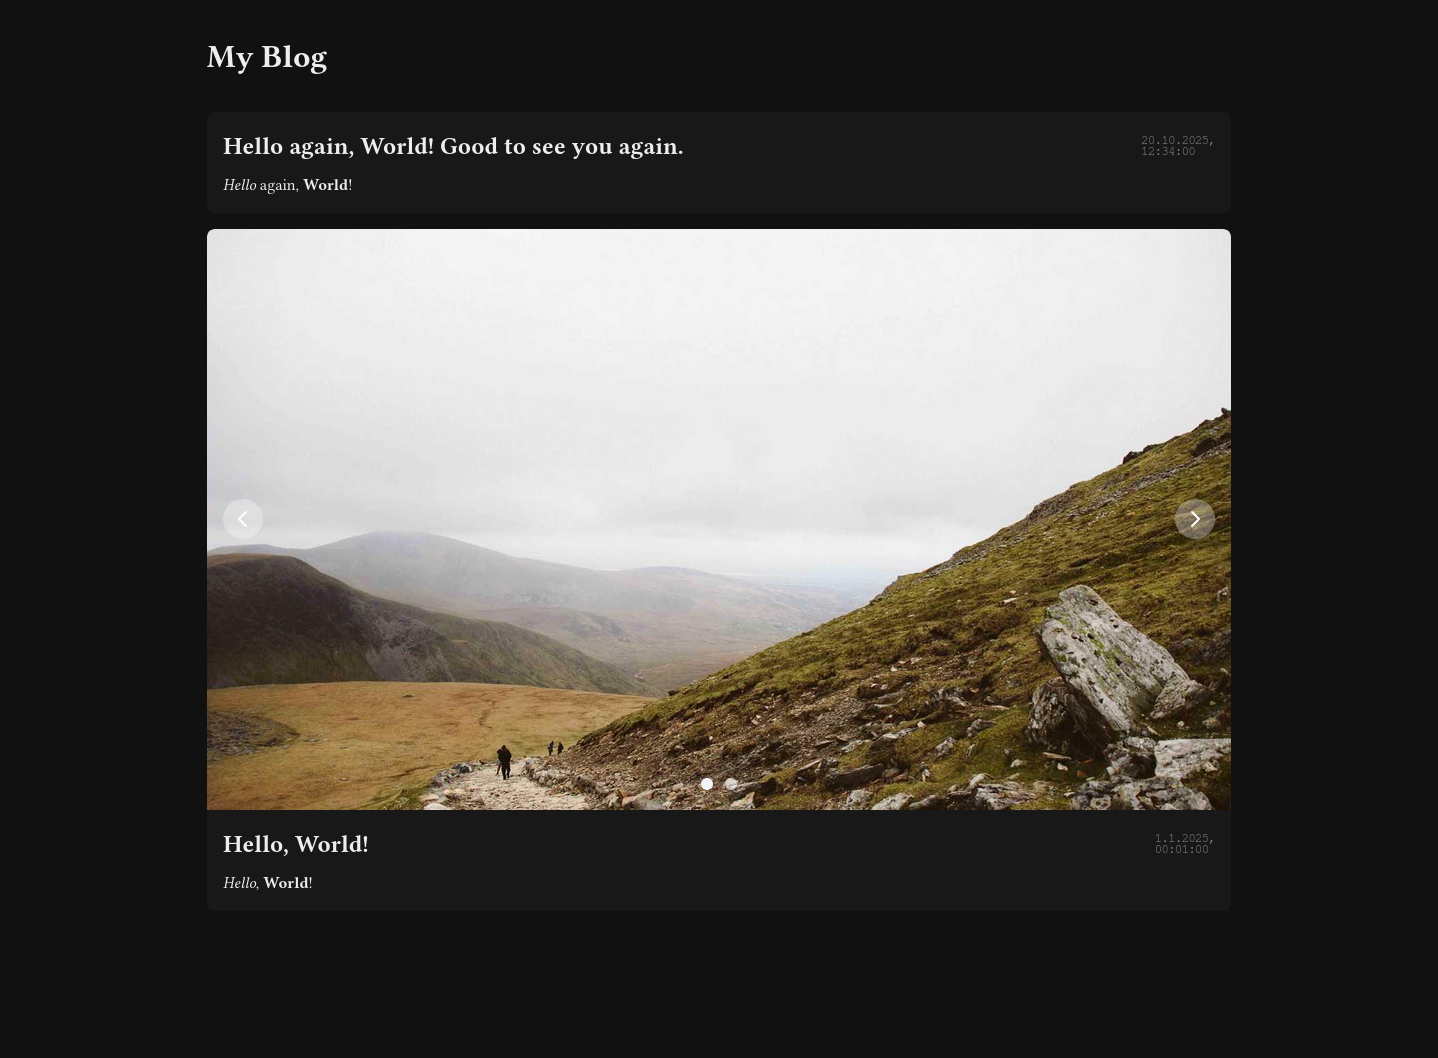 My Blog
Hello again, World! Good to see you again.
20.10.2025,
12:34:00
Hello again, World!
Hello, World!
1.1.2025,
00:01:00
Hello, World!